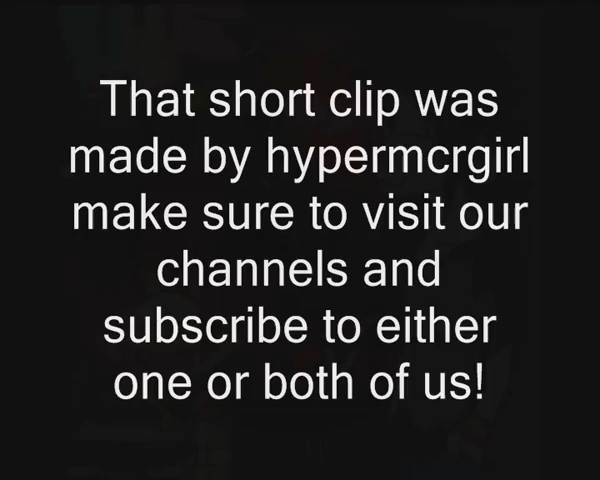 That short clip was
made by hypermcrgirl
make sure to visit our
channels and
subscribe to either
one or both of us!